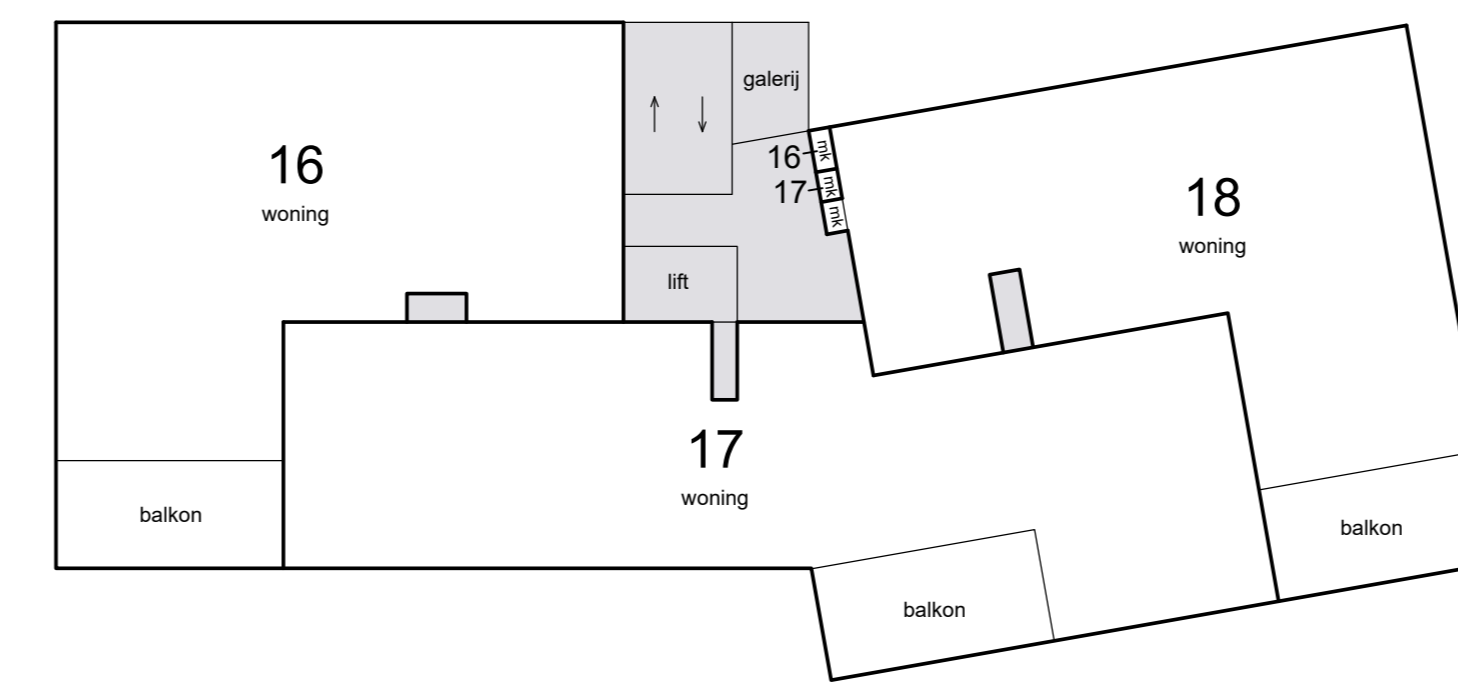 galerij
16
woning
16
mk
17
mk
mk
18
woning
lift
17
woning
balkon
balkon
balkon